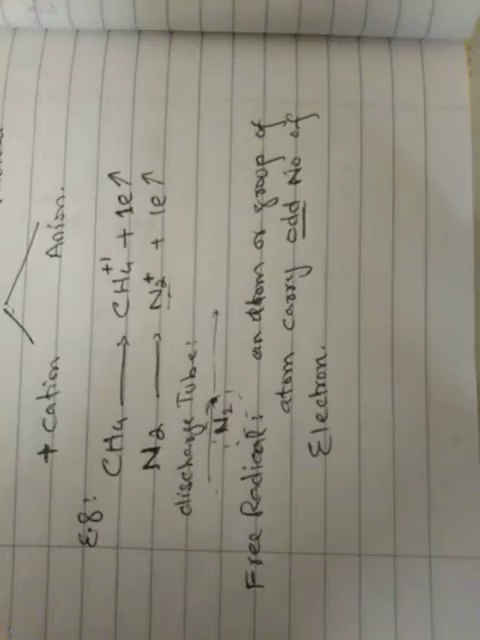 + Cation Anion.
E.g:
CH4 → CH4+1 + 1e↑
N2 → N2+ + 1e↑
discharge Tube:
N2
Free Radical: an atom or group of
atom carry odd No of
Electron.